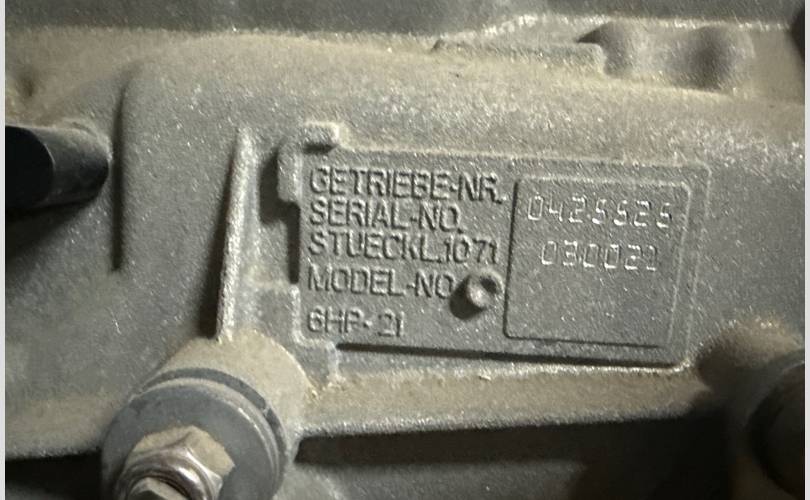 GETRIEBE-NR.
SERIAL-NO.
STUECKL.1071
MODEL-NO
6HP-21
0425525
030021